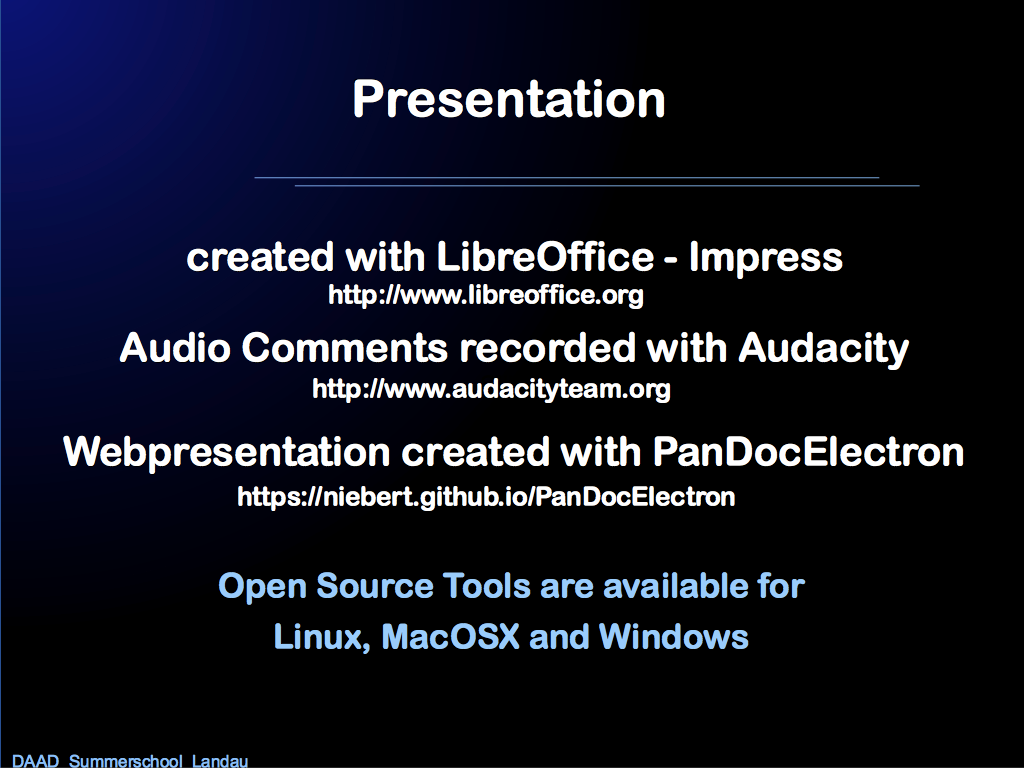 Presentation
created with LibreOffice - Impress
http://www.libreoffice.org
Audio Comments recorded with Audacity
http://www.audacityteam.org
Webpresentation created with PanDocElectron
https://niebert.github.io/PanDocElectron
Open Source Tools are available for
Linux, MacOSX and Windows
DAAD Summerschool Landau